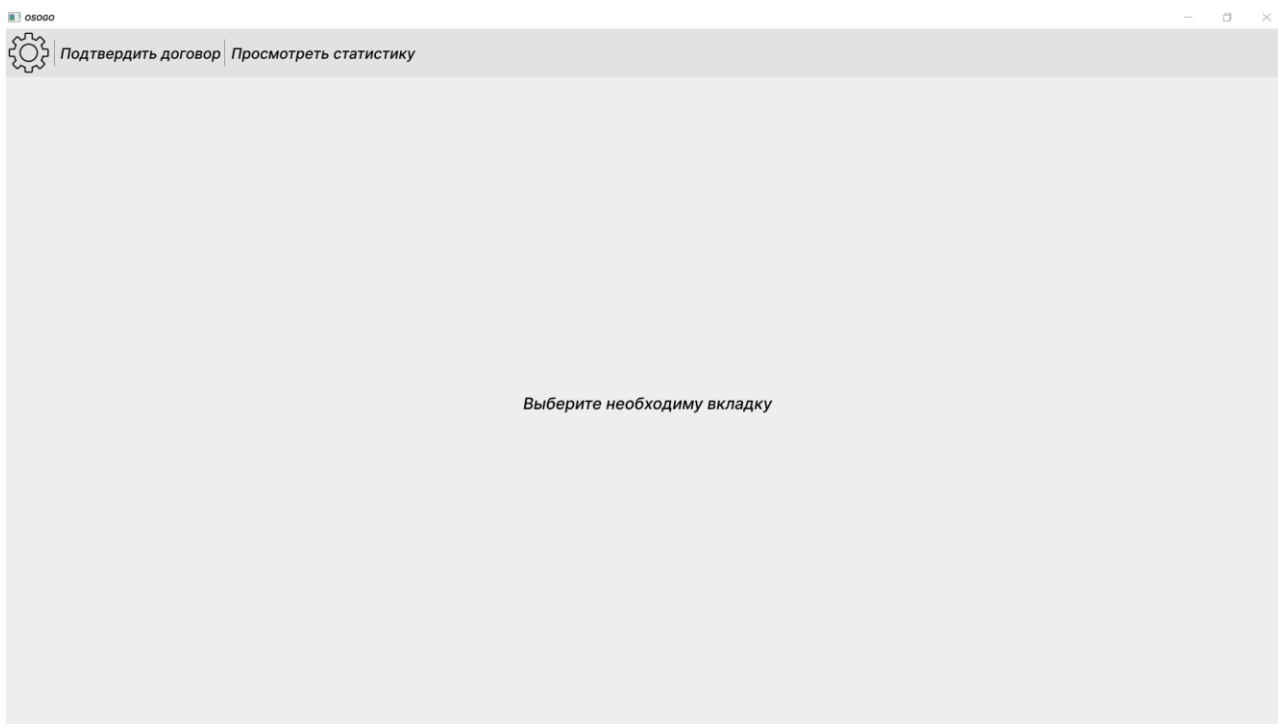 OSOGO
Подтвердить договор Просмотреть статистику
Выберите необходиму вкладку